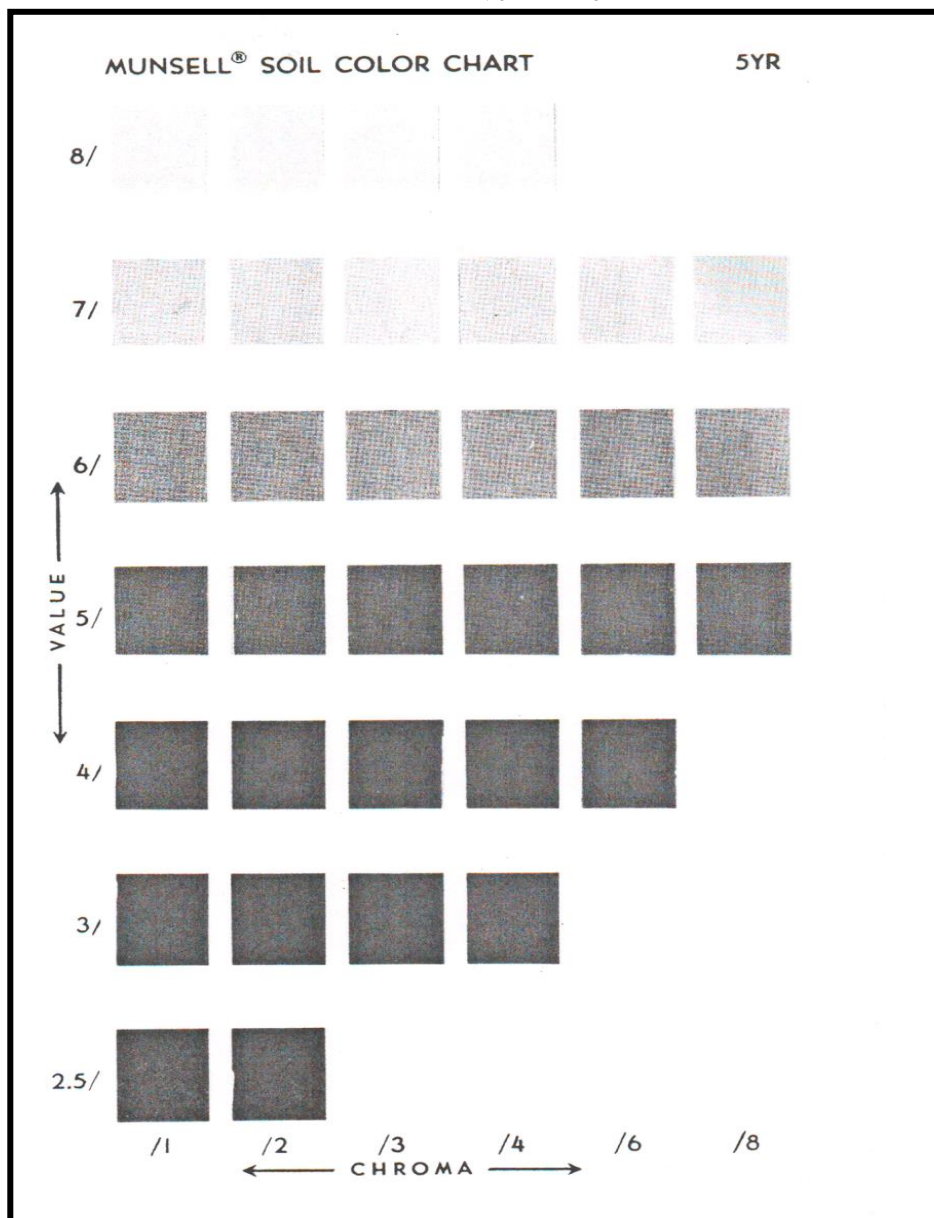 MUNSELL® SOIL COLOR CHART 5YR
8/
7/
6/
5/
4/
3/
2.5/
VALUE
/1 /2 /3 /4 /6 /8
CHROMA